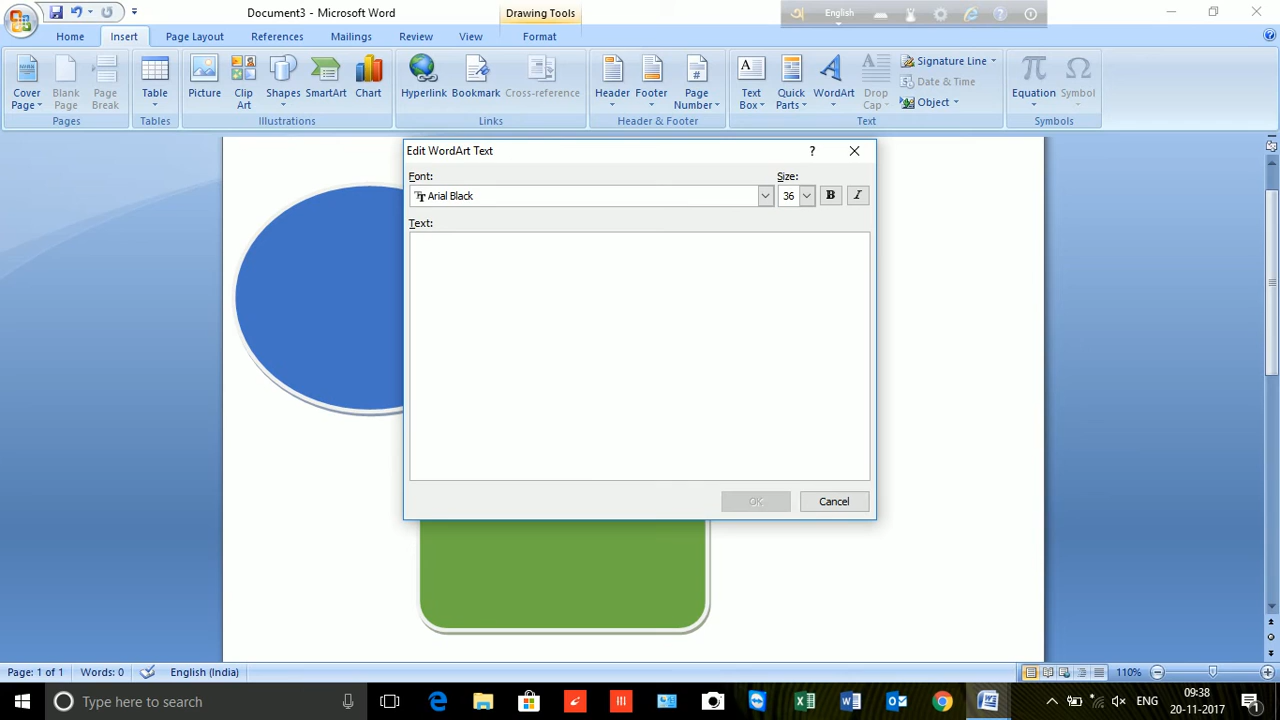 Document3 - Microsoft Word
Drawing Tools
English
Home Insert Page Layout References Mailings Review View Format
Cover Page
Blank Page
Page Break
Table
Picture
Clip Art
Shapes
SmartArt
Chart
Hyperlink
Bookmark
Cross-reference
Header
Footer
Page Number
Text Box
Quick Parts
WordArt
Drop Cap
Signature Line
Date & Time
Object
Equation
Symbol
Pages
Tables
Illustrations
Links
Header & Footer
Text
Symbols
Edit WordArt Text
Font:
Size:
Arial Black
36
B
I
Text:
OK
Cancel
Page: 1 of 1
Words: 0
English (India)
110%
Type here to search
ENG
09:38
20-11-2017